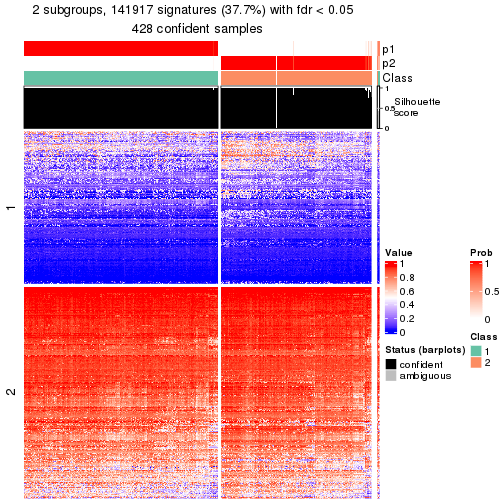 2 subgroups, 141917 signatures (37.7%) with fdr < 0.05
428 confident samples
p1
p2
Class
1
0.5
0
Silhouette
score
1
2
Value
1
0.8
0.6
0.4
0.2
0
Prob
1
0.5
0
Status (barplots)
confident
ambiguous
Class
1
2